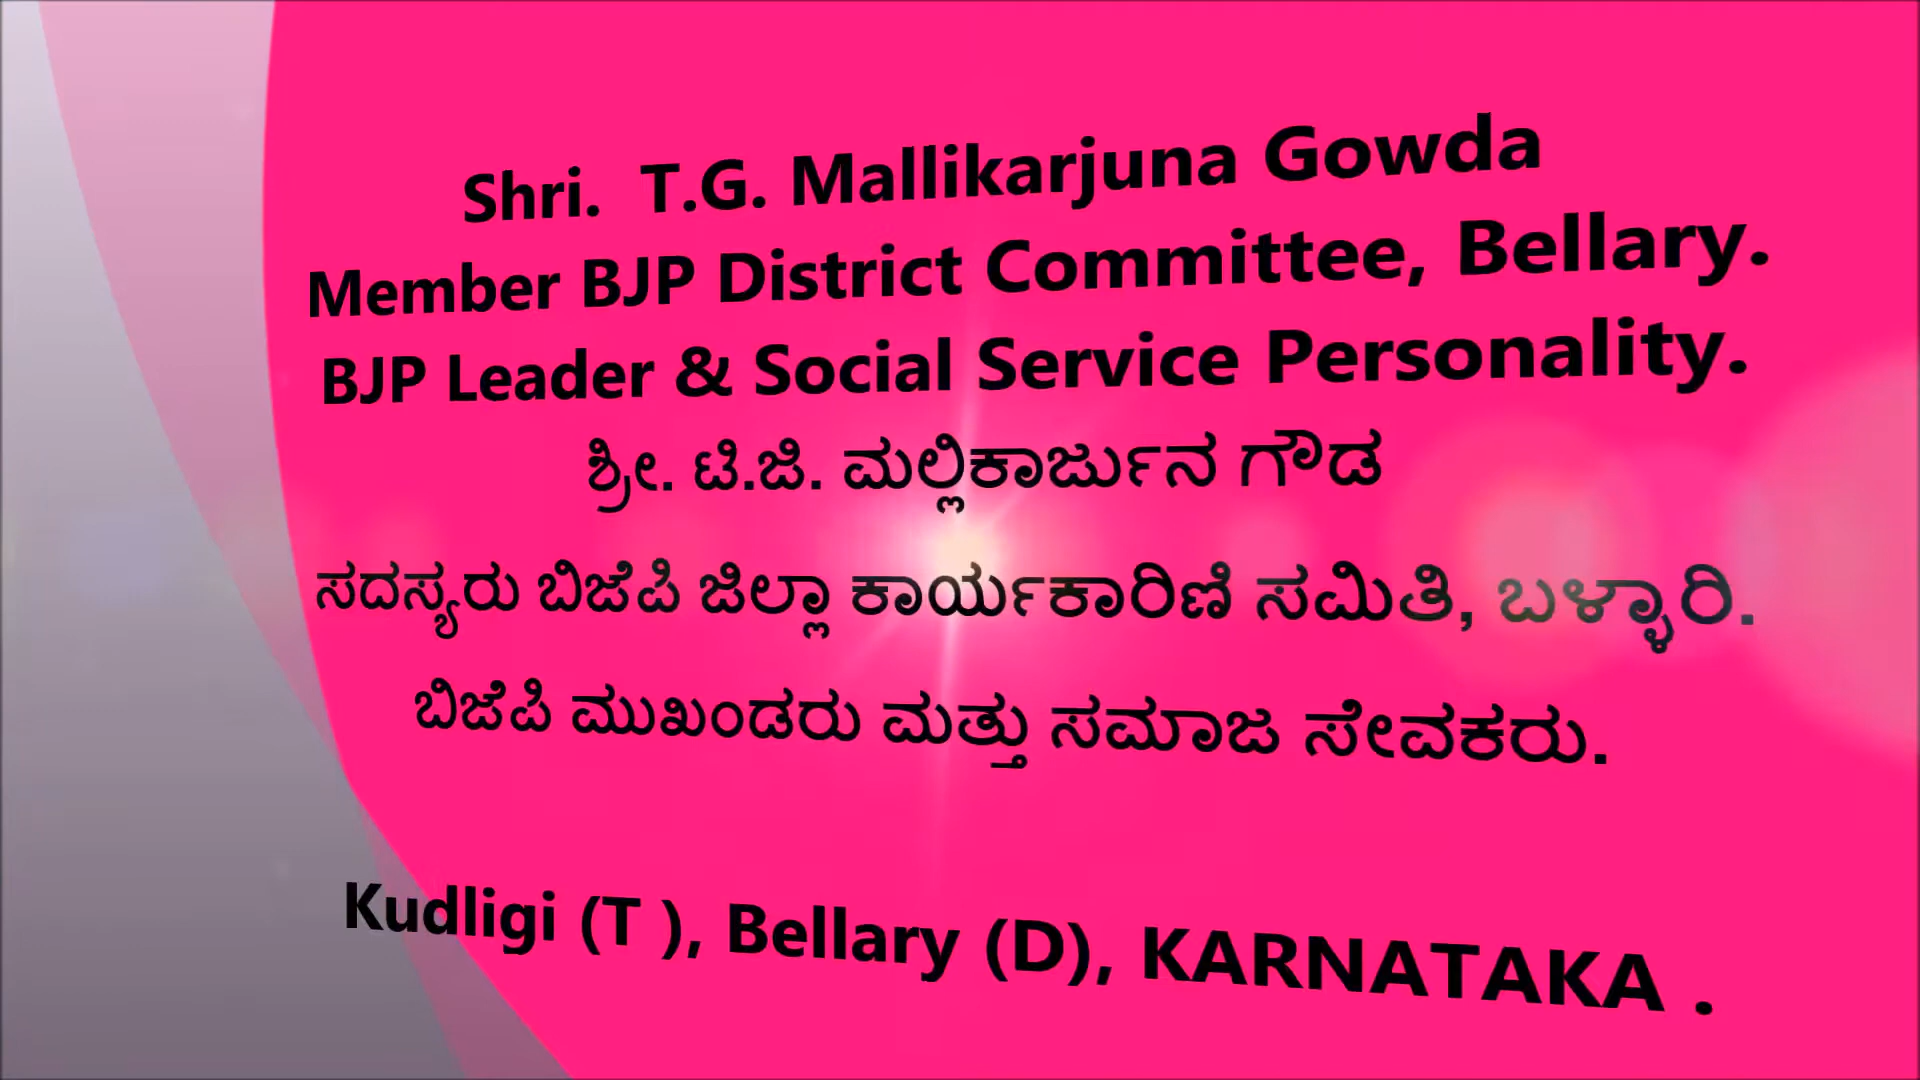 Shri. T.G. Mallikarjuna Gowda
Member BJP District Committee, Bellary.
BJP Leader & Social Service Personality.
ಶ್ರೀ. ಟಿ.ಜಿ. ಮಲ್ಲಿಕಾರ್ಜುನ ಗೌಡ
ಸದಸ್ಯರು ಬಿಜೆಪಿ ಜಿಲ್ಲಾ ಕಾರ್ಯಕಾರಿಣಿ ಸಮಿತಿ, ಬಳ್ಳಾರಿ.
ಬಿಜೆಪಿ ಮುಖಂಡರು ಮತ್ತು ಸಮಾಜ ಸೇವಕರು.
Kudligi (T ), Bellary (D), KARNATAKA .